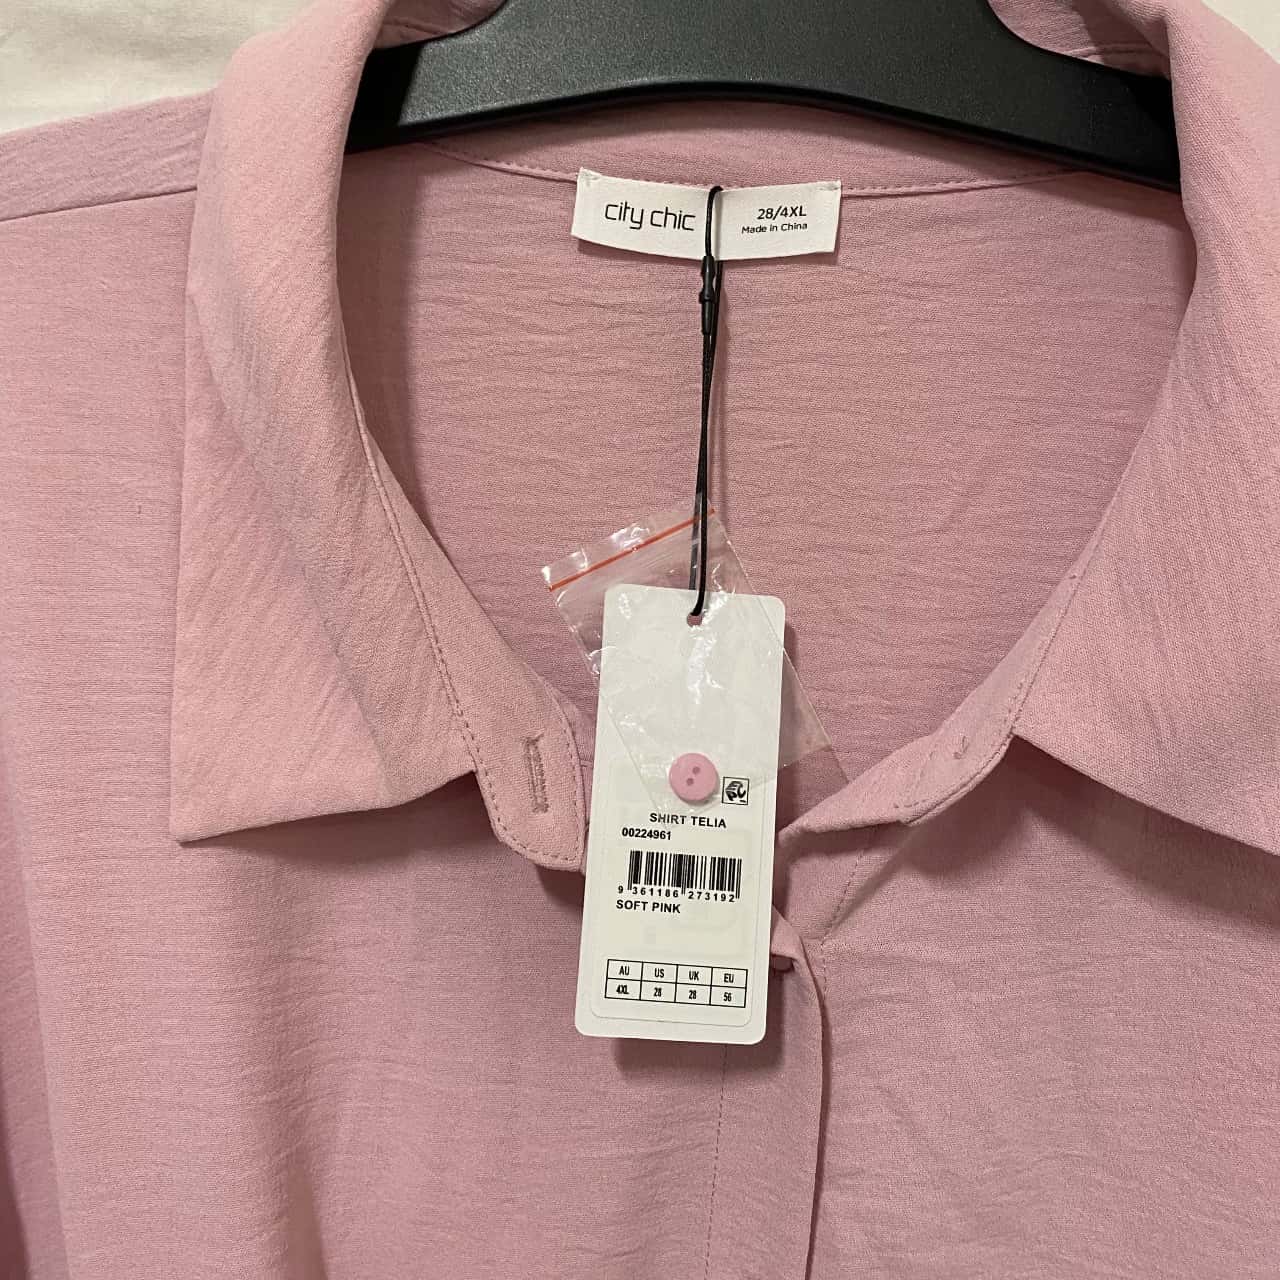 city chic
28/4XL
Made in China
SHIRT TELIA
00224961
9 361186 273192
SOFT PINK
AU US UK EU
4XL 28 28 56